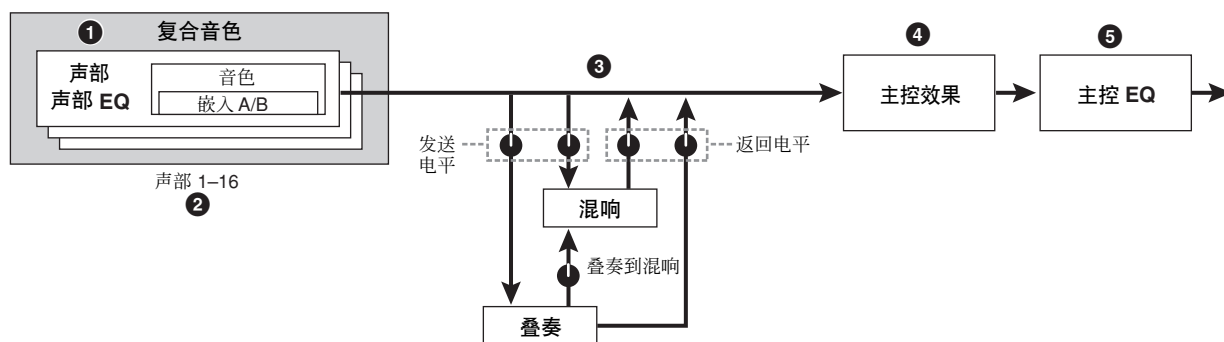 ❶
复合音色
声部
声部 EQ
音色
嵌入 A/B
声部 1–16
❷
❸
发送
电平
返回电平
混响
叠奏到混响
叠奏
❹
主控效果
❺
主控 EQ